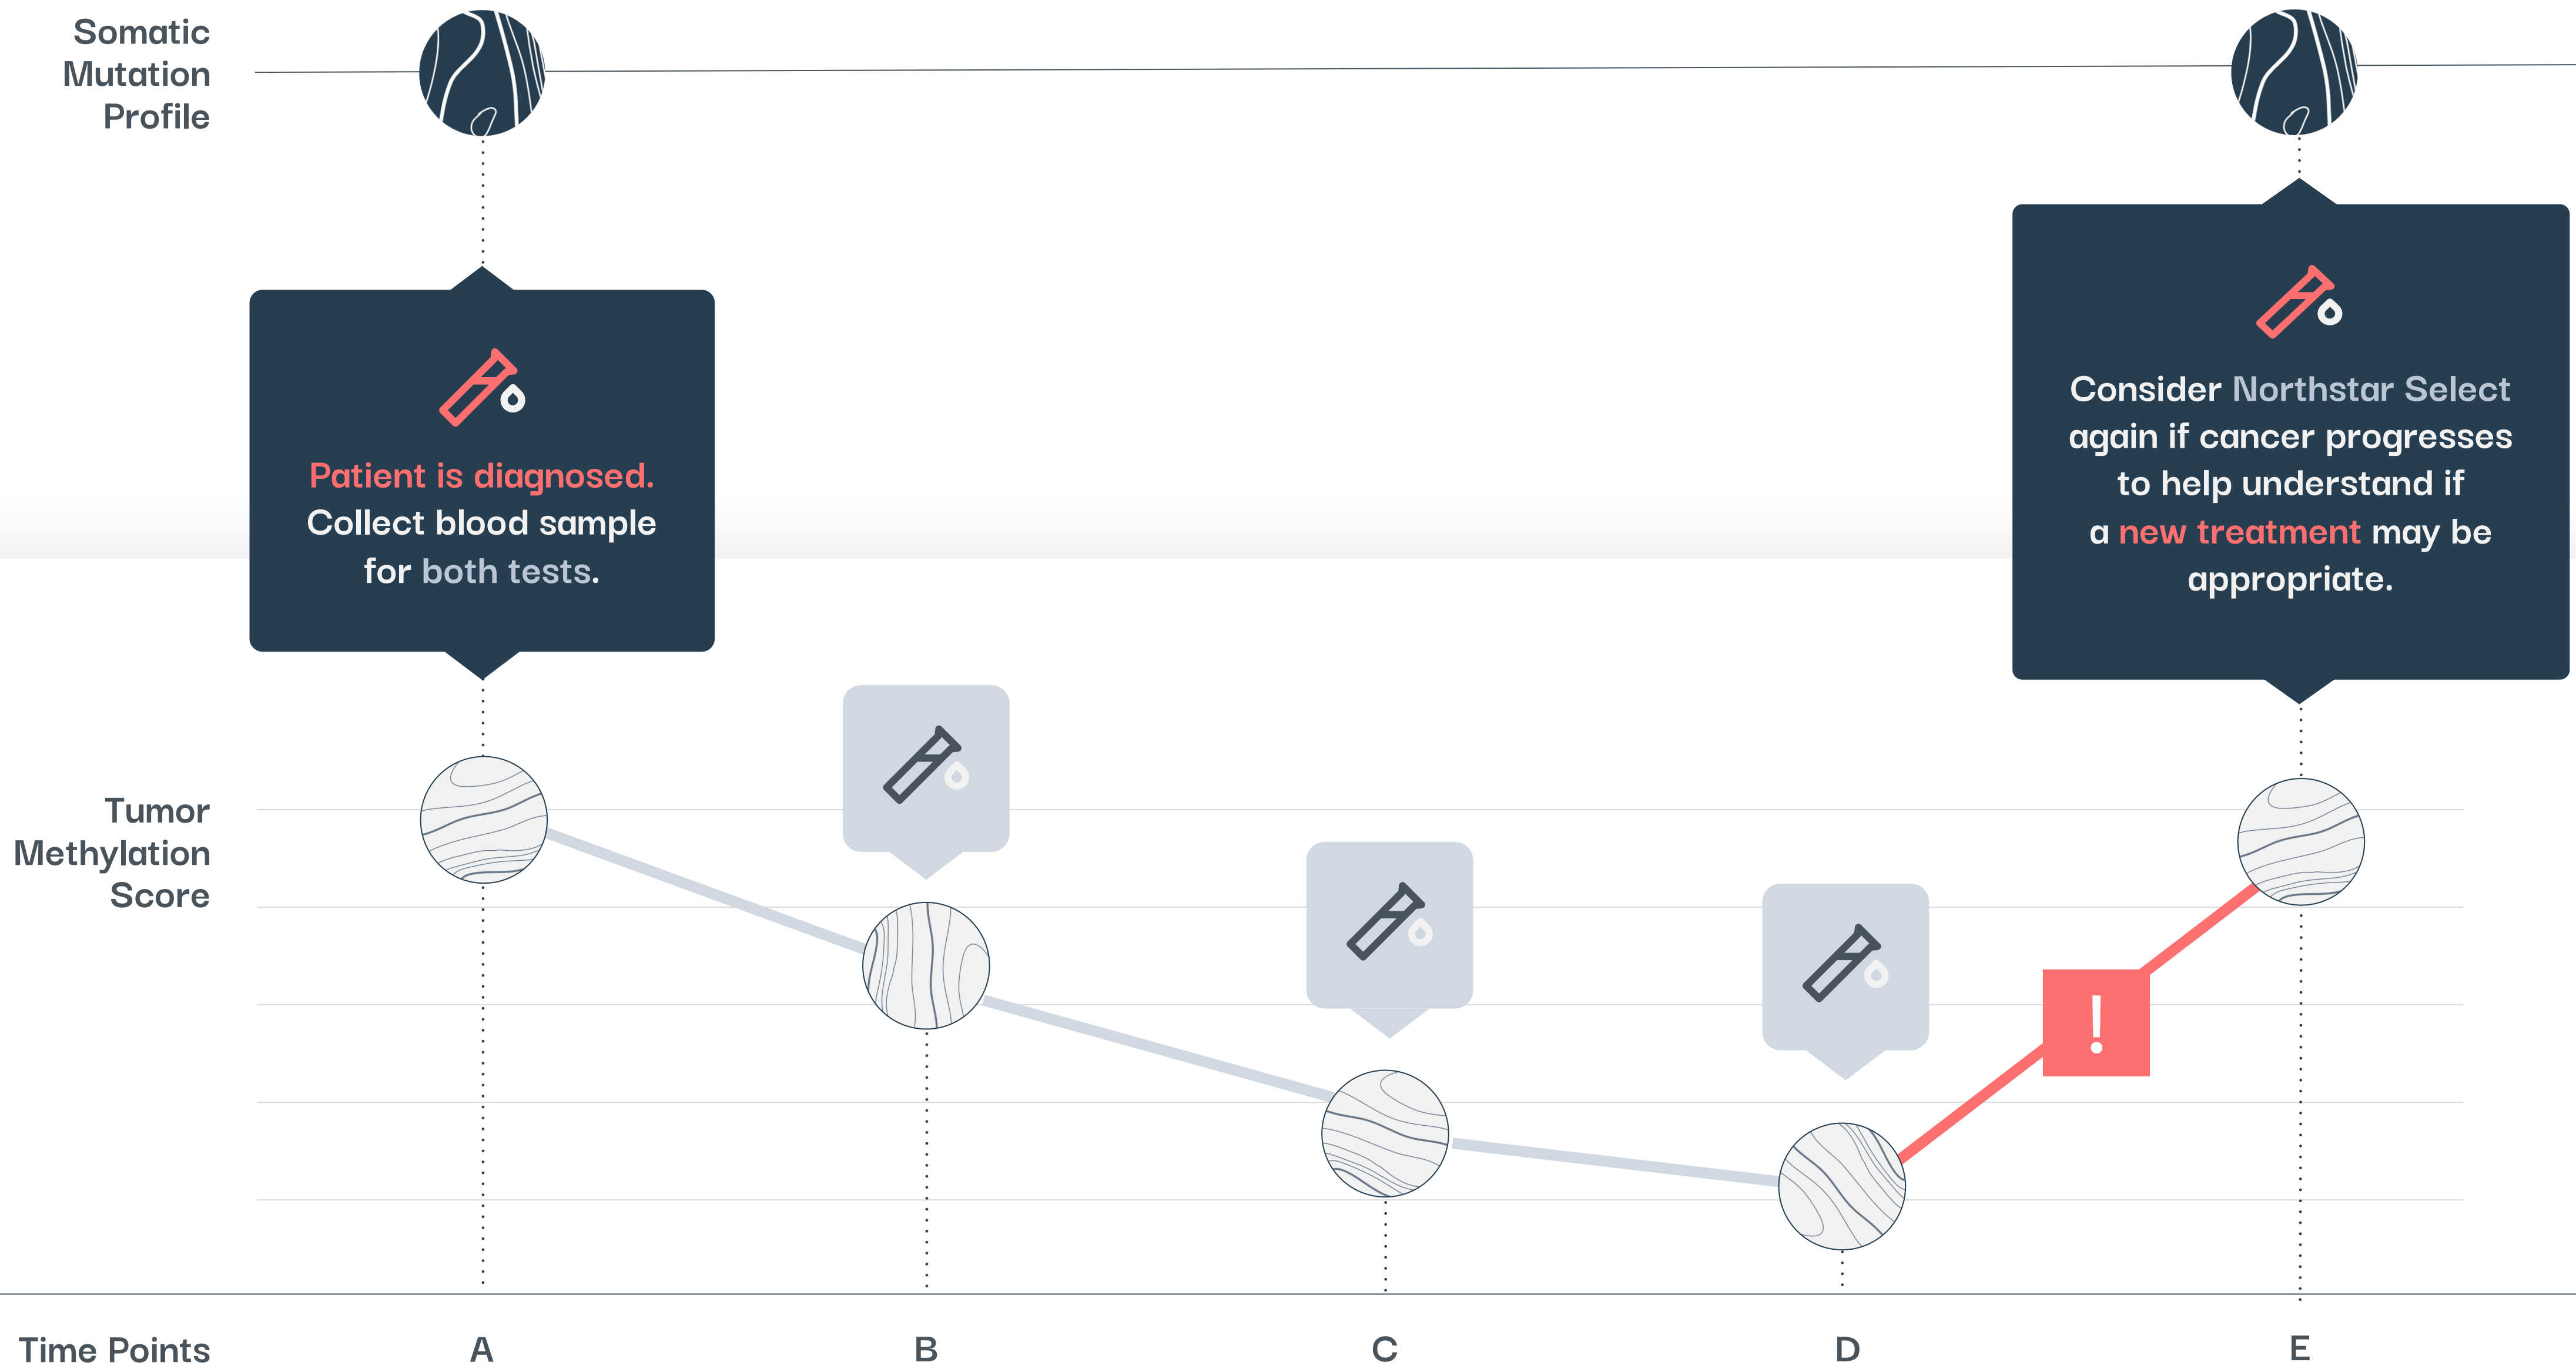 Somatic
Mutation
Profile
Patient is diagnosed.
Collect blood sample
for both tests.
Consider Northstar Select
again if cancer progresses
to help understand if
a new treatment may be
appropriate.
Tumor
Methylation
Score
!
Time Points
A
B
C
D
E